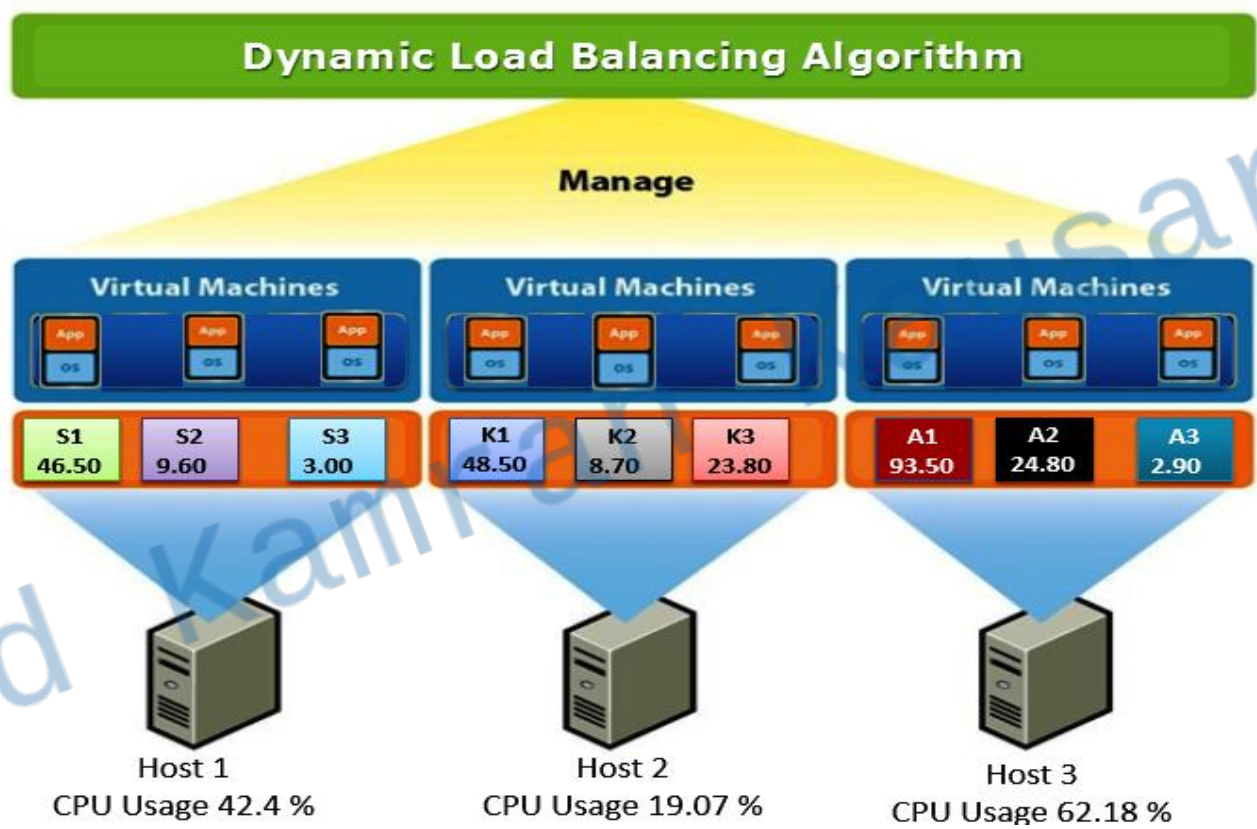 Dynamic Load Balancing Algorithm
Manage
Virtual Machines
App App App
OS OS OS
S1 46.50
S2 9.60
S3 3.00
Virtual Machines
App App App
OS OS OS
K1 48.50
K2 8.70
K3 23.80
Virtual Machines
App App App
OS OS OS
A1 93.50
A2 24.80
A3 2.90
Host 1
CPU Usage 42.4 %
Host 2
CPU Usage 19.07 %
Host 3
CPU Usage 62.18 %
d Kamran